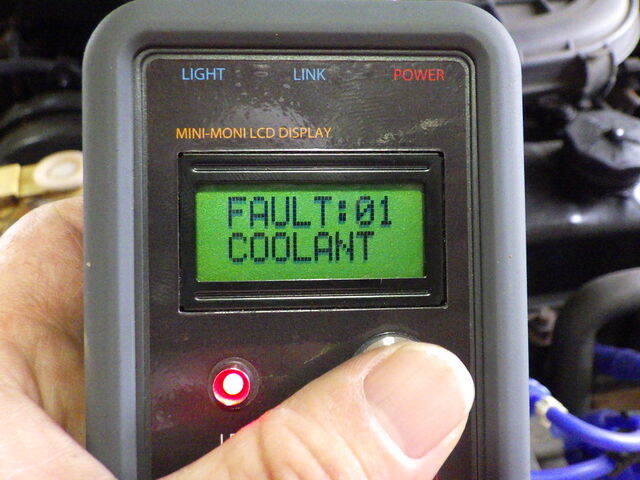 LIGHT LINK POWER
MINI-MONI LCD DISPLAY
FAULT:01
COOLANT